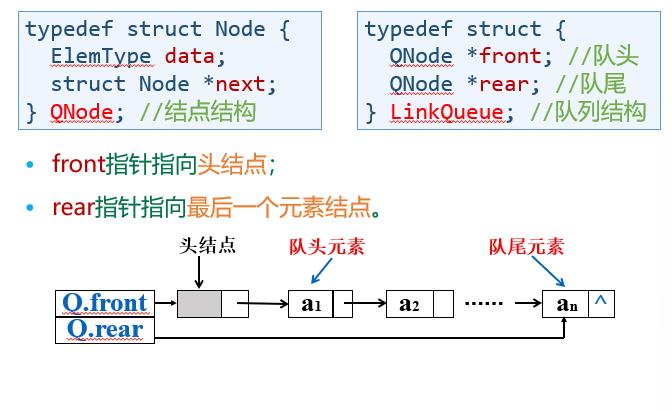 typedef struct Node {
ElemType data;
struct Node *next;
} QNode; //结点结构
typedef struct {
QNode *front; //队头
QNode *rear; //队尾
} LinkQueue; //队列结构
• front指针指向头结点;
• rear指针指向最后一个元素结点。
头结点 队头元素 队尾元素
Q.front a1 a2 …… an ^
Q.rear